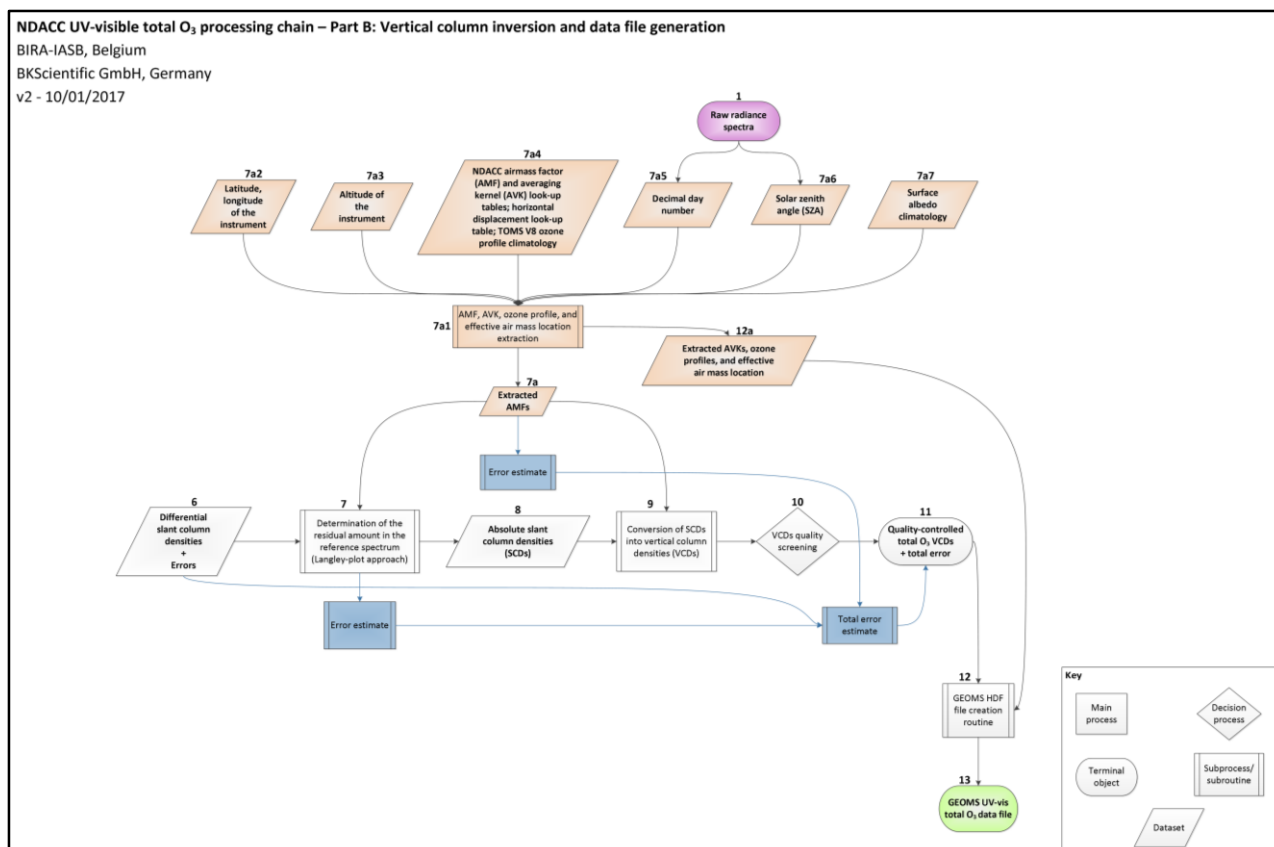 NDACC UV-visible total O₃ processing chain – Part B: Vertical column inversion and data file generation
BIRA-IASB, Belgium
BKScientific GmbH, Germany
v2 - 10/01/2017
1
Raw radiance
spectra
7a2
Latitude,
longitude
of the
instrument
7a3
Altitude of
the
instrument
7a4
NDACC airmass factor
(AMF) and averaging
kernel (AVK) look-up
tables; horizontal
displacement look-up
table; TOMS V8 ozone
profile climatology
7a5
Decimal day
number
7a6
Solar zenith
angle (SZA)
7a7
Surface
albedo
climatology
7a1
AMF, AVK, ozone profile, and
effective air mass location
extraction
12a
Extracted AVKs, ozone
profiles, and effective
air mass location
7a
Extracted
AMFs
Error estimate
6
Differential
slant column
densities
+
Errors
7
Determination of the
residual amount in the
reference spectrum
(Langley-plot approach)
8
Absolute slant
column densities
(SCDs)
9
Conversion of SCDs
into vertical column
densities (VCDs)
10
VCDs quality
screening
11
Quality-controlled
total O₃ VCDs
+ total error
Error estimate
Total error
estimate
12
GEOMS HDF
file creation
routine
13
GEOMS UV-vis
total O₃ data file
Key
Main
process
Decision
process
Terminal
object
Subprocess/
subroutine
Dataset